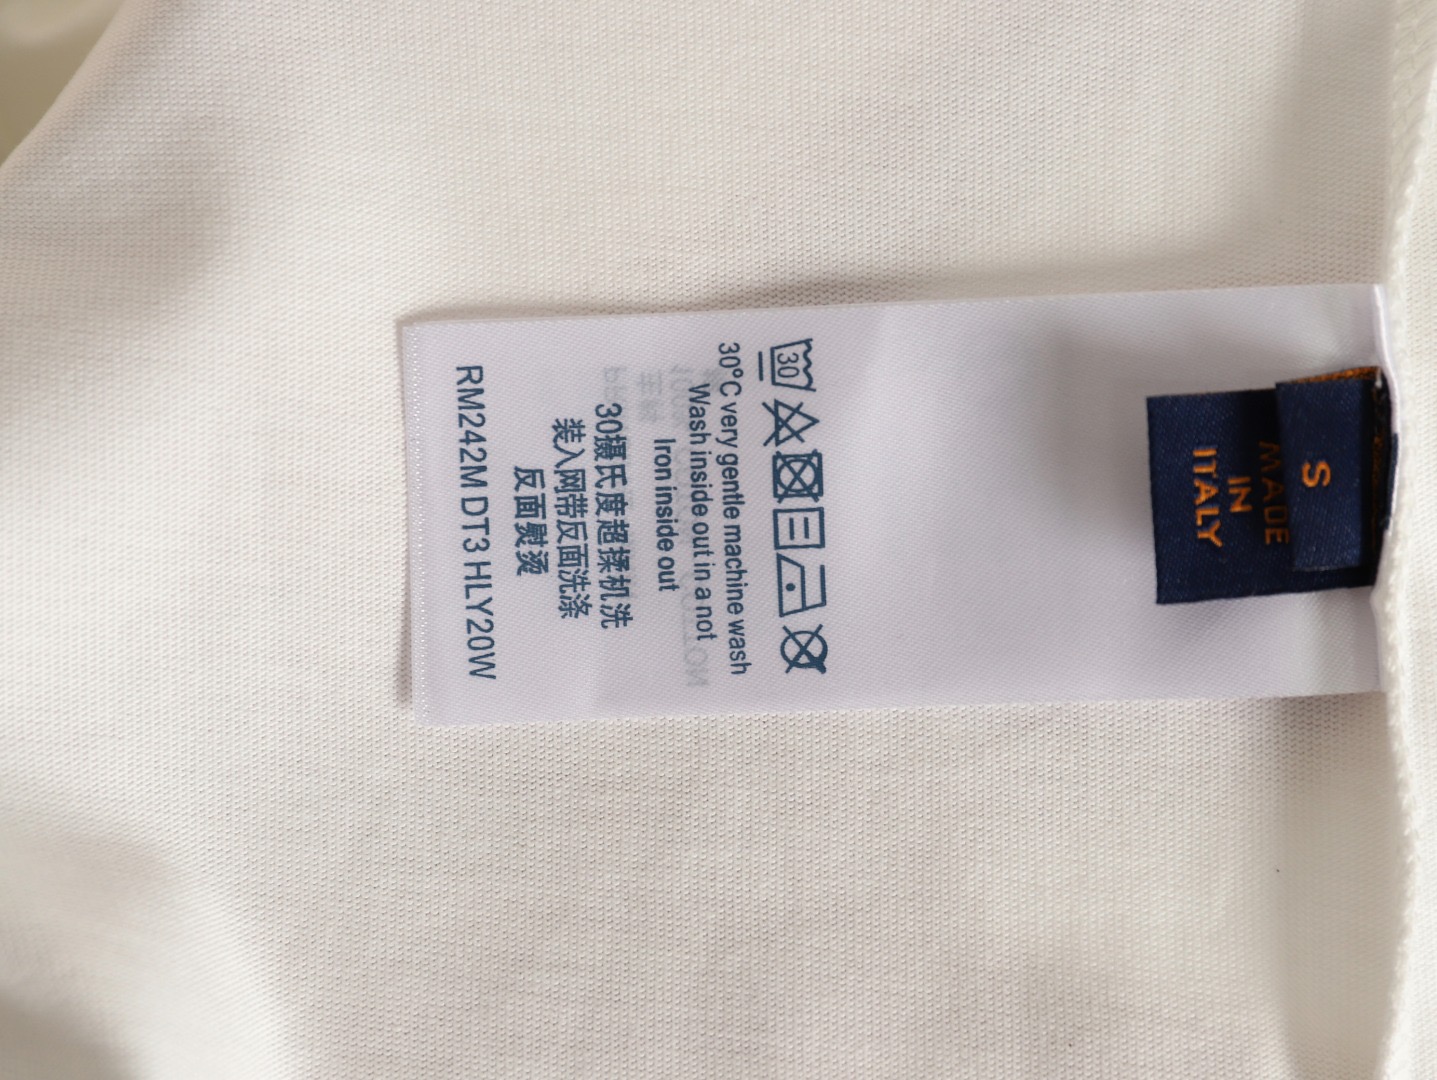 S
MADE
IN
ITALY
30
30°C very gentle machine wash
Wash inside out in a not
Iron inside out
30摄氏度超揉机洗
装入网带反面洗涤
反面熨烫
RM242M DT3 HLY20W